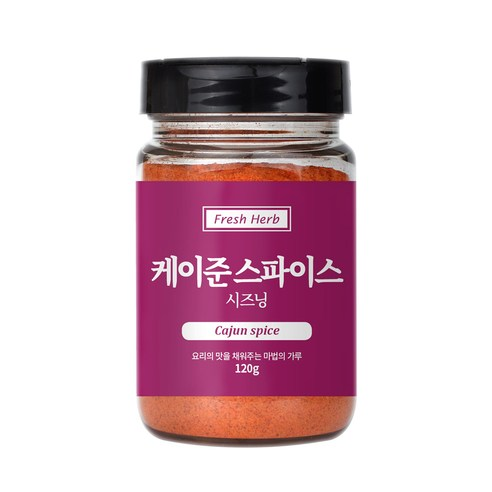 Fresh Herb
케이준스파이스
시즈닝
Cajun spice
요리의 맛을 채워주는 마법의 가루
120g